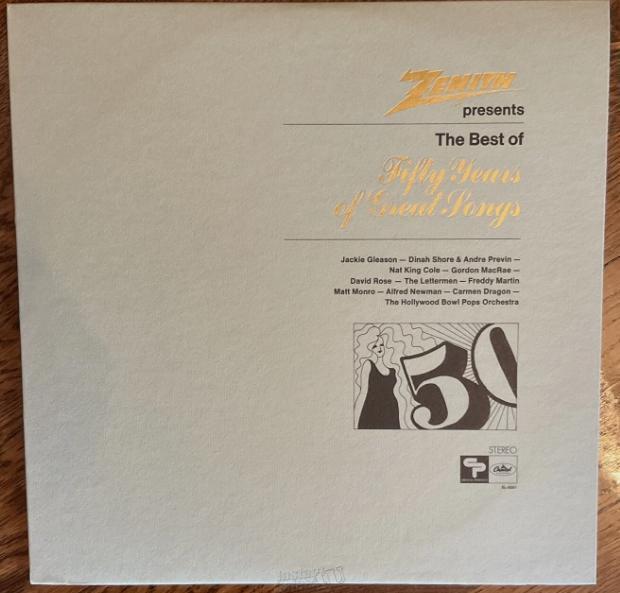 ZENITH
presents
The Best of
Fifty Years
of Great Songs
Jackie Gleason — Dinah Shore & Andre Previn —
Nat King Cole — Gordon MacRae —
David Rose — The Lettermen — Freddy Martin
Matt Monro — Alfred Newman — Carmen Dragon —
The Hollywood Bowl Pops Orchestra
50
STEREO
Capitol